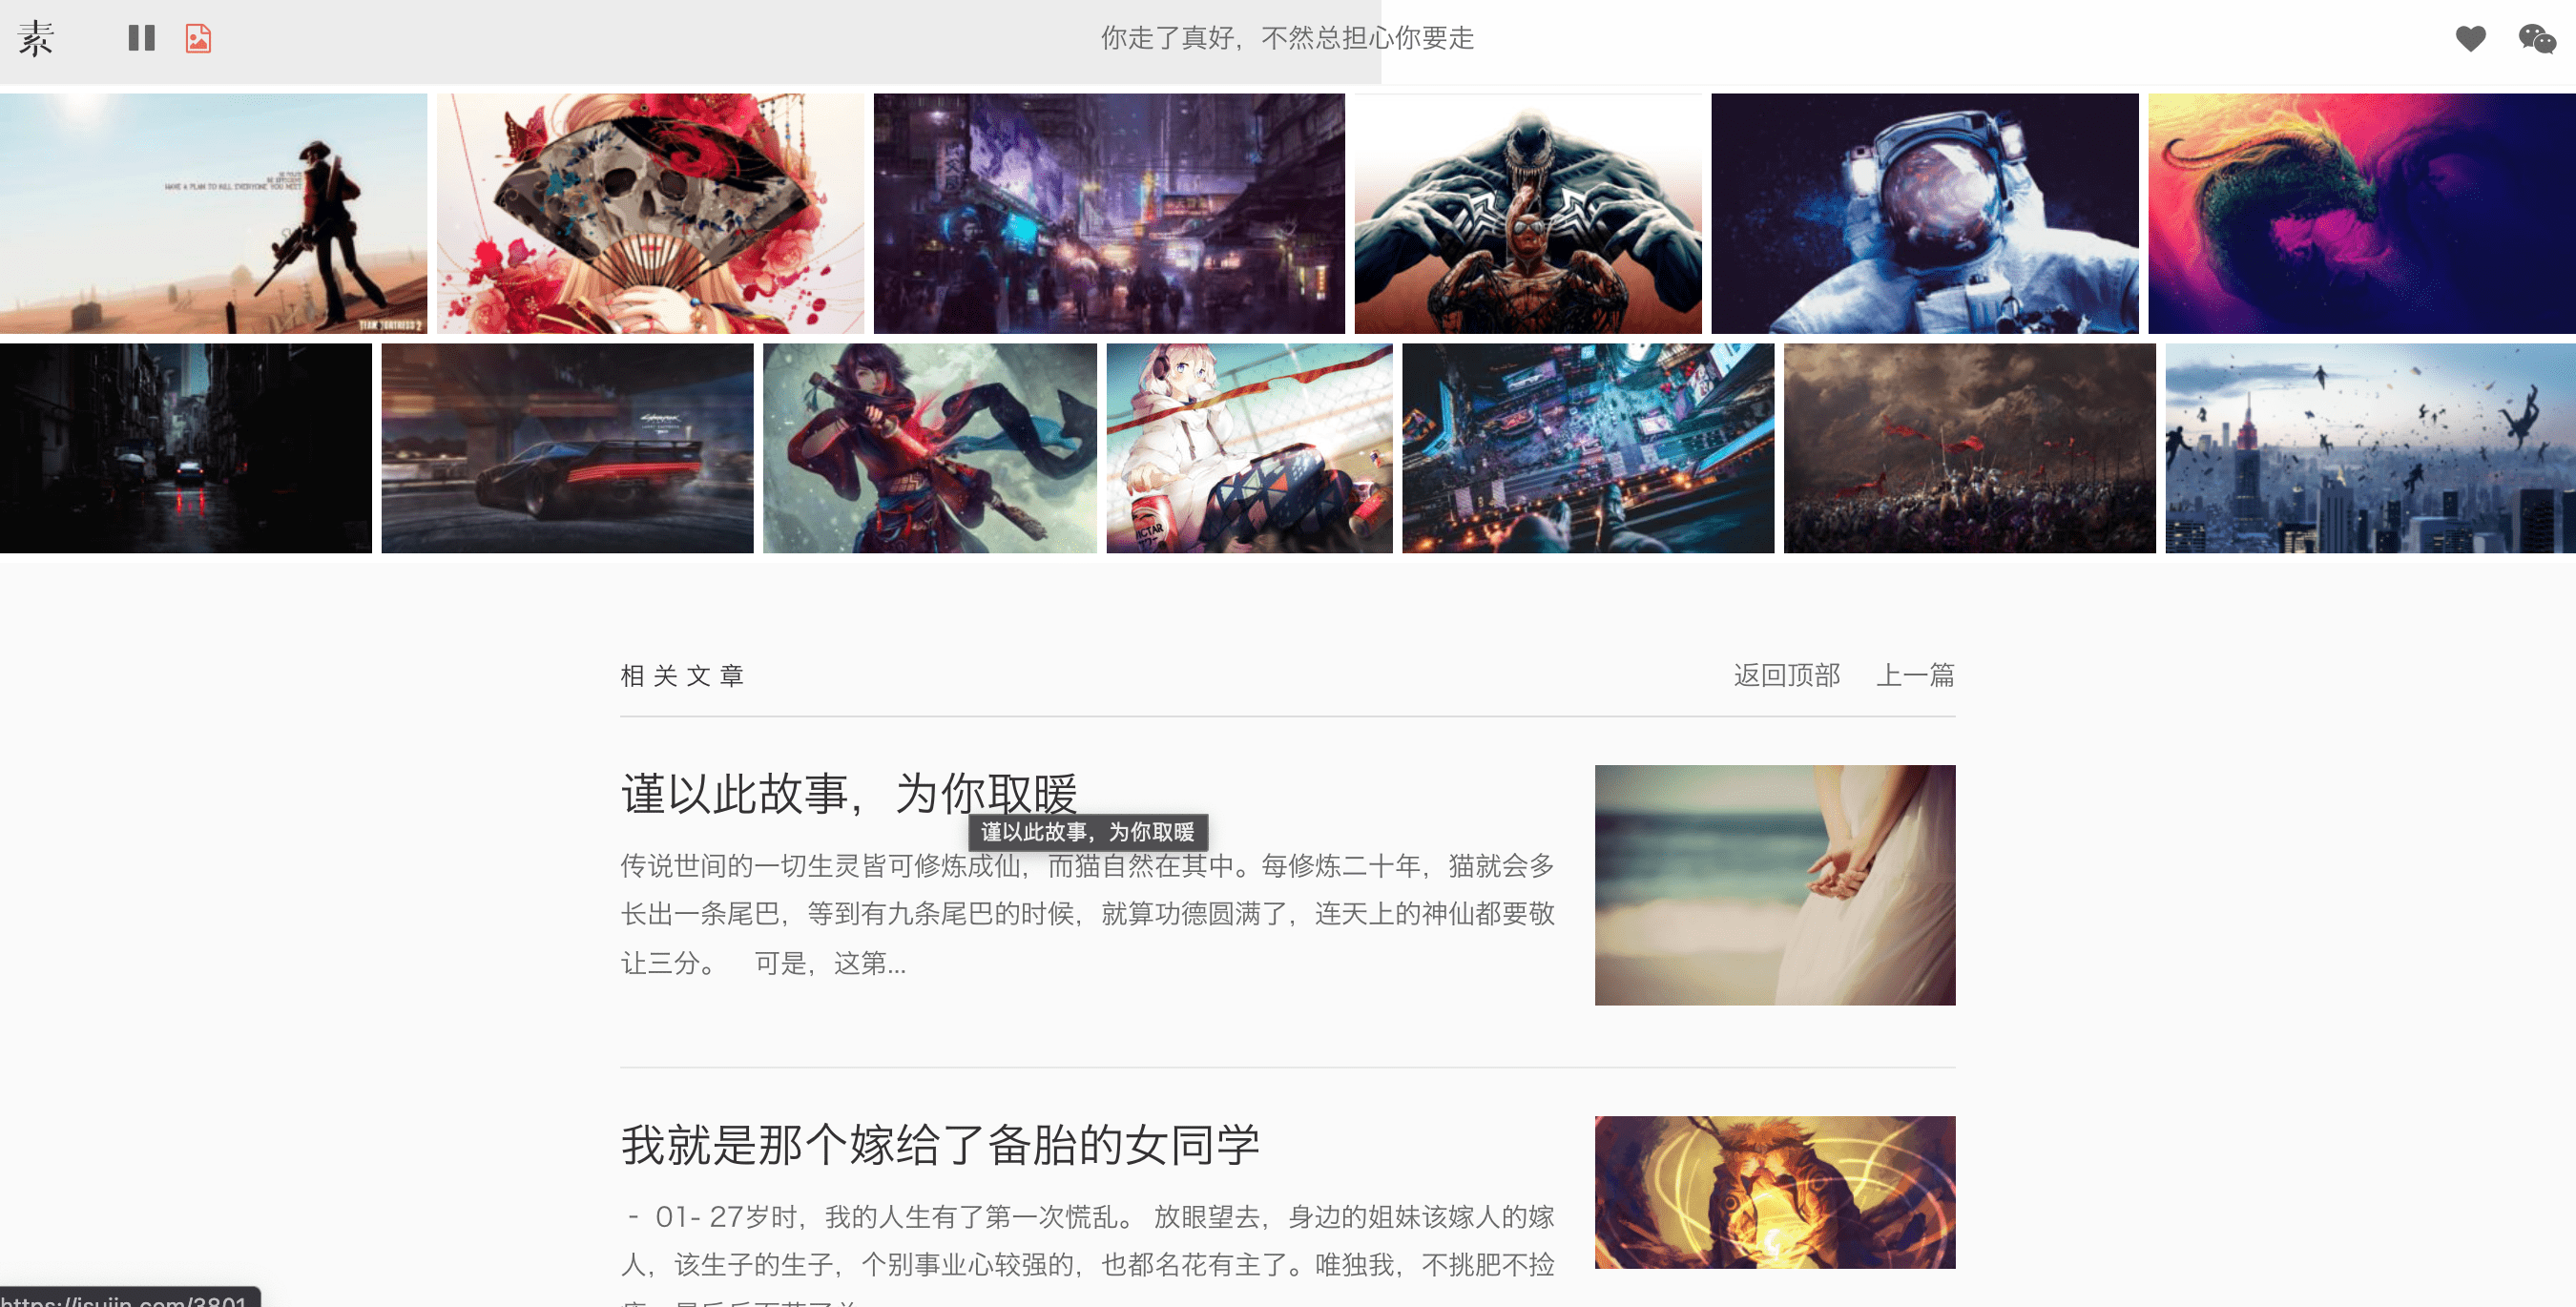 素
你走了真好，不然总担心你要走
HAVE A PLAN TO KILL EVERYONE YOU MEET
TEAM FORTRESS 2
相关文章
返回顶部 上一篇
谨以此故事，为你取暖
谨以此故事，为你取暖
传说世间的一切生灵皆可修炼成仙，而猫自然在其中。每修炼二十年，猫就会多
长出一条尾巴，等到有九条尾巴的时候，就算功德圆满了，连天上的神仙都要敬
让三分。 可是，这第...
我就是那个嫁给了备胎的女同学
- 01- 27岁时，我的人生有了第一次慌乱。 放眼望去，身边的姐妹该嫁人的嫁
人，该生子的生子，个别事业心较强的，也都名花有主了。唯独我，不挑肥不捡
https://isujin.com/3801